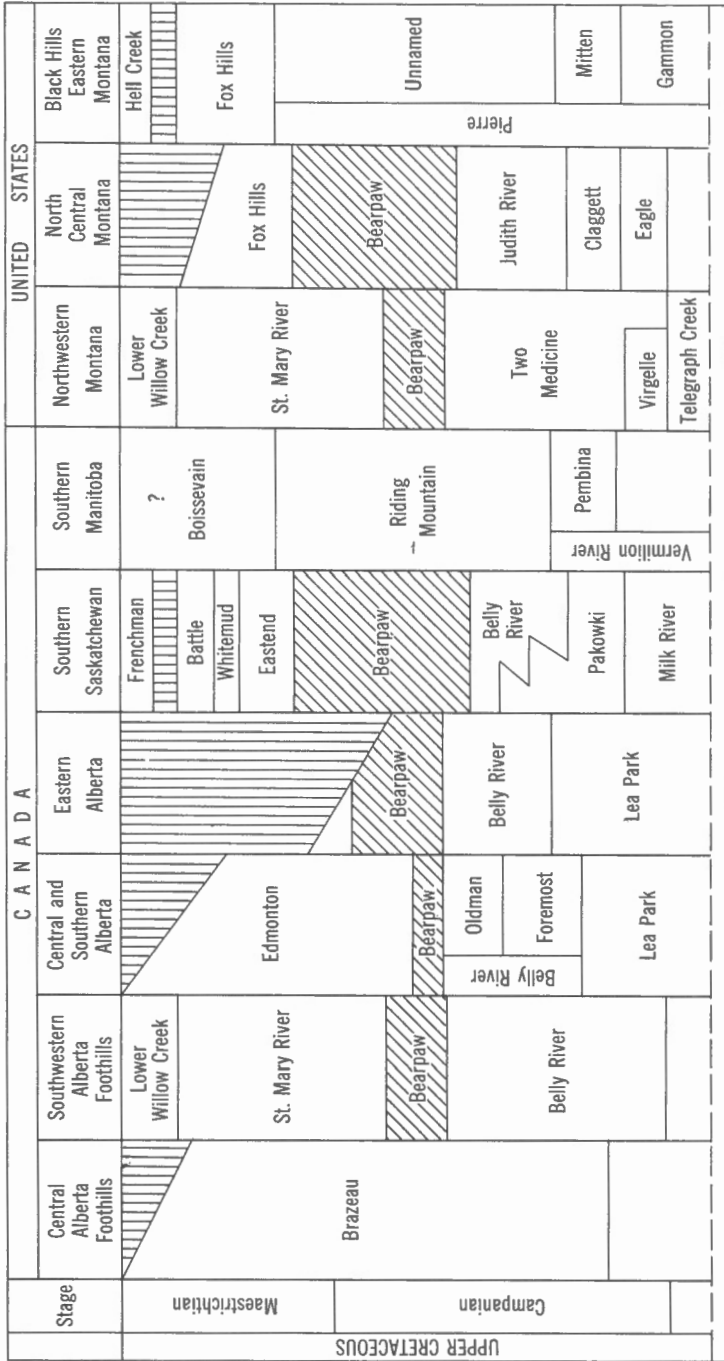 UPPER CRETACEOUS
Stage
Maestrichtian
Campanian
CANADA
Central
Alberta
Foothills
Brazeau
Southwestern
Alberta
Foothills
Lower
Willow Creek
St. Mary River
Bearpaw
Belly River
Central and
Southern
Alberta
Edmonton
Bearpaw
Belly River
Oldman
Foremost
Lea Park
Eastern
Alberta
Bearpaw
Belly River
Lea Park
Southern
Saskatchewan
Frenchman
Battle
Whitemud
Eastend
Bearpaw
Belly
River
Pakowki
Milk River
Southern
Manitoba
?
Boissevain
Riding
Mountain
Vermilion River
Pembina
UNITED STATES
Northwestern
Montana
Lower
Willow Creek
St. Mary River
Bearpaw
Two
Medicine
Virgelle
Telegraph Creek
North
Central
Montana
Fox Hills
Bearpaw
Judith River
Claggett
Eagle
Black Hills
Eastern
Montana
Hell Creek
Fox Hills
Pierre
Unnamed
Mitten
Gammon